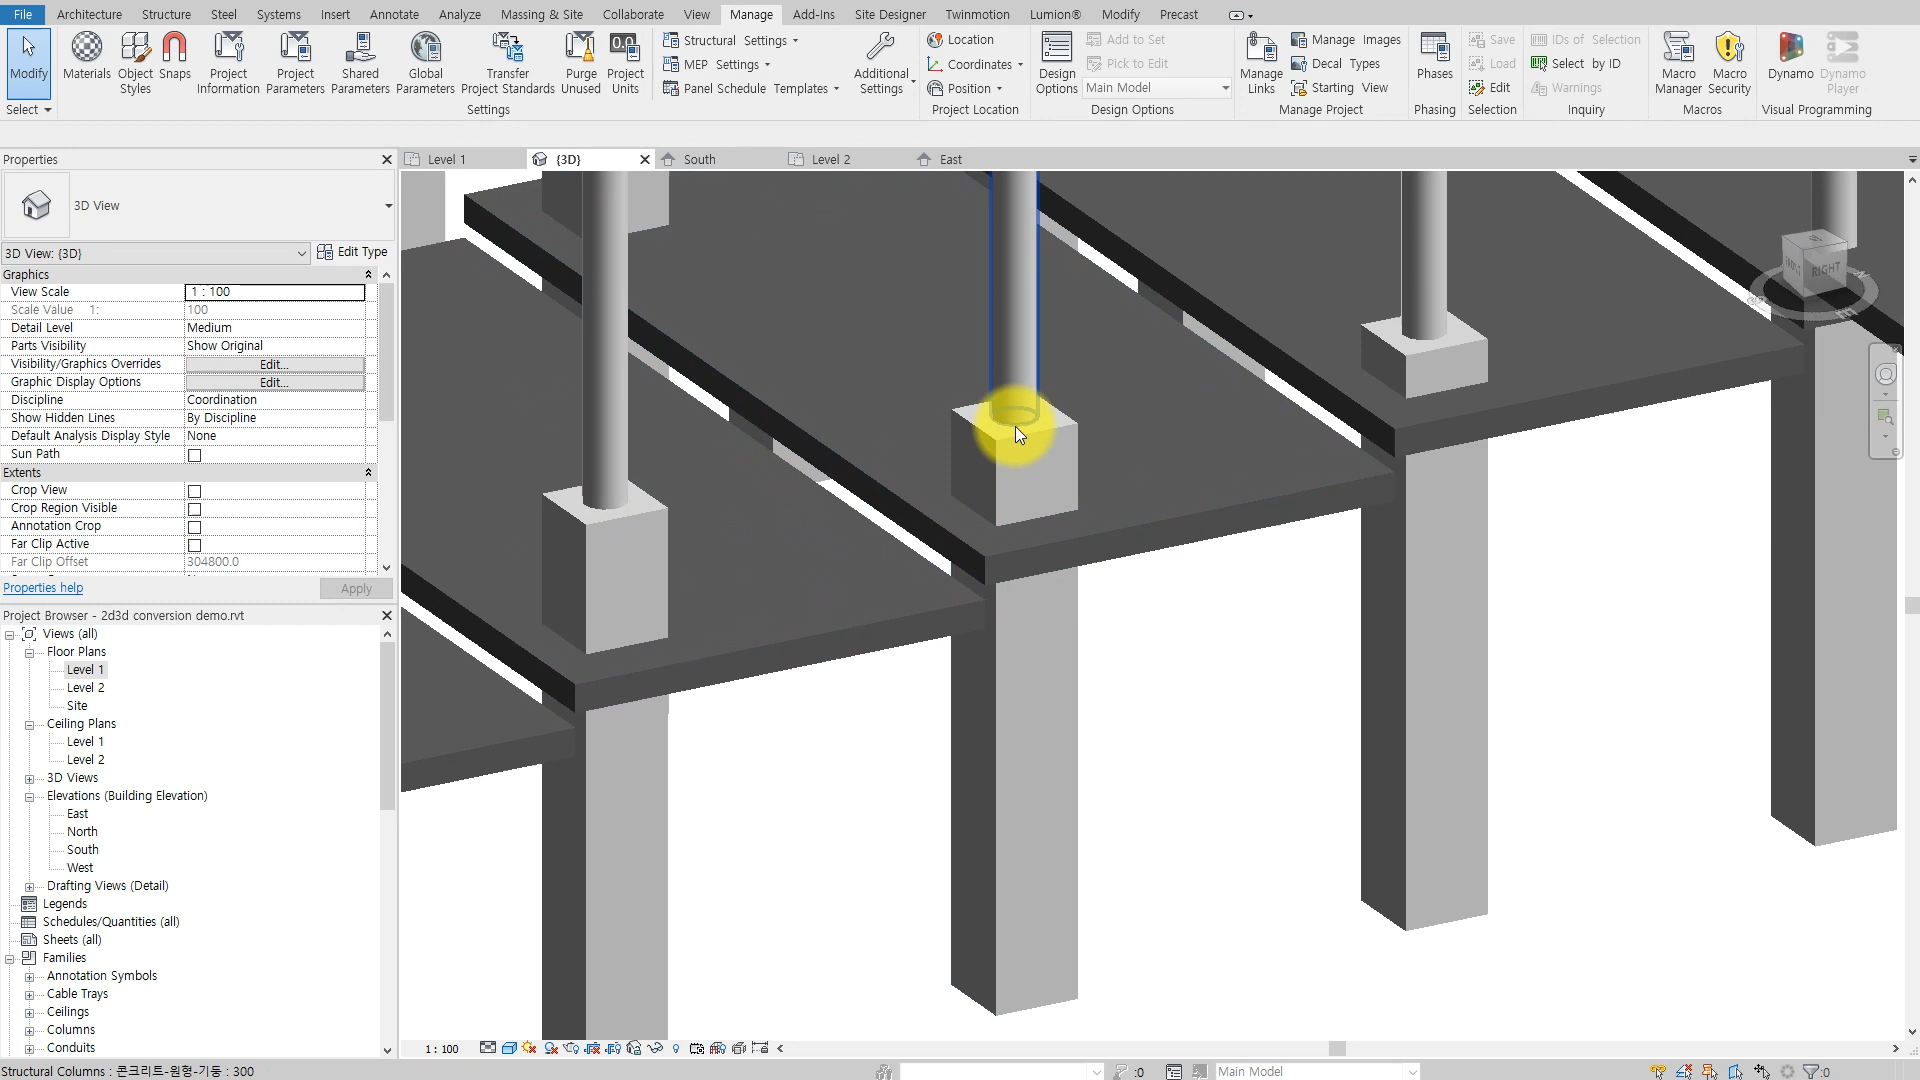 File Architecture Structure Steel Systems Insert Annotate Analyze Massing & Site Collaborate View Manage Add-Ins Site Designer Twinmotion Lumion® Modify Precast
Modify
Select
Materials
Object Styles
Snaps
Project Information
Project Parameters
Shared Parameters
Global Parameters
Transfer Project Standards
Purge Unused
Project Units
Settings
Structural Settings
MEP Settings
Panel Schedule Templates
Additional Settings
Location
Coordinates
Position
Project Location
Design Options
Add to Set
Pick to Edit
Main Model
Design Options
Manage Links
Manage Images
Decal Types
Starting View
Manage Project
Phases
Phasing
Save
Load
Edit
Selection
IDs of Selection
Select by ID
Warnings
Inquiry
Macro Manager
Macro Security
Macros
Dynamo
Dynamo Player
Visual Programming
Properties
Level 1 {3D} South Level 2 East
3D View
3D View: {3D} Edit Type
Graphics
View Scale 1 : 100
Scale Value 1: 100
Detail Level Medium
Parts Visibility Show Original
Visibility/Graphics Overrides Edit...
Graphic Display Options Edit...
Discipline Coordination
Show Hidden Lines By Discipline
Default Analysis Display Style None
Sun Path
Extents
Crop View
Crop Region Visible
Annotation Crop
Far Clip Active
Far Clip Offset 304800.0
Properties help Apply
Project Browser - 2d3d conversion demo.rvt
Views (all)
Floor Plans
Level 1
Level 2
Site
Ceiling Plans
Level 1
Level 2
3D Views
Elevations (Building Elevation)
East
North
South
West
Drafting Views (Detail)
Legends
Schedules/Quantities (all)
Sheets (all)
Families
Annotation Symbols
Cable Trays
Ceilings
Columns
Conduits
RIGHT
1 : 100
Structural Columns : 콘크리트-원형-기둥 : 300
:0 Main Model :0